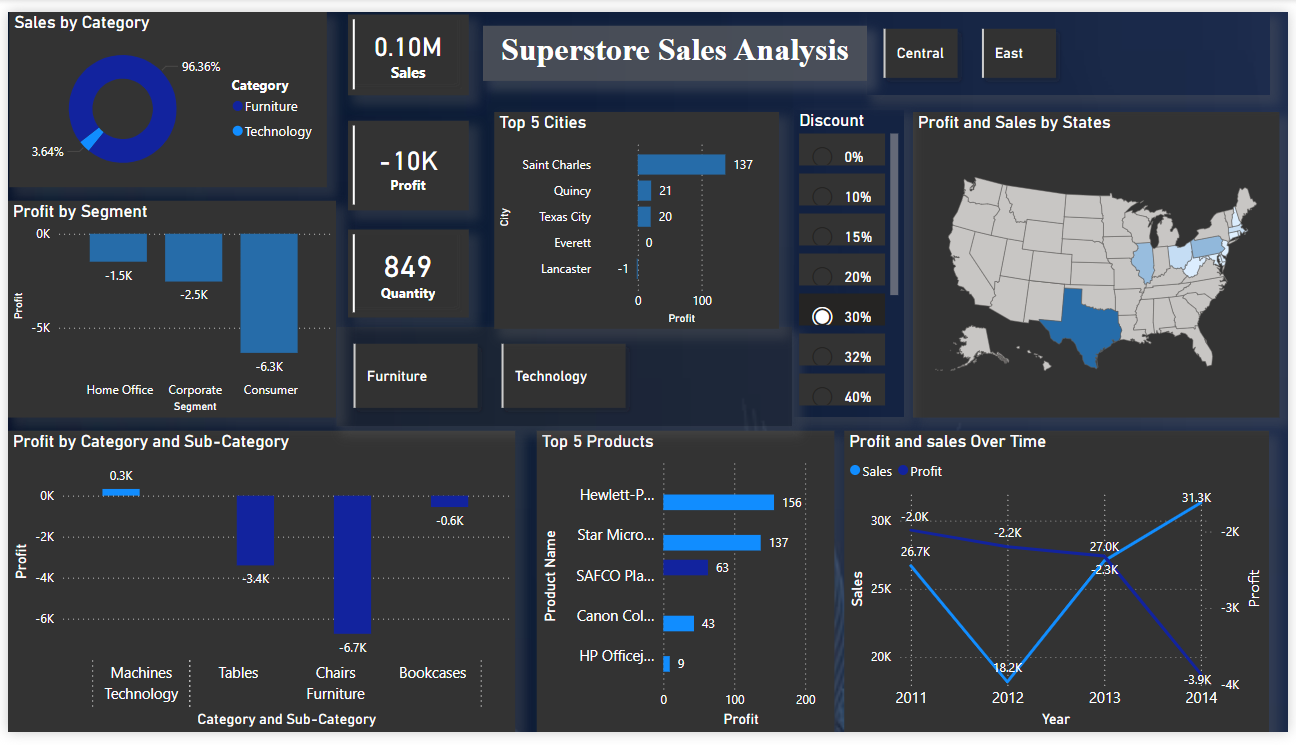 Sales by Category
96.36%
3.64%
Category
Furniture
Technology
0.10M
Sales
Superstore Sales Analysis
Central
East
-10K
Profit
849
Quantity
Profit by Segment
0K
-5K
Profit
-1.5K
-2.5K
-6.3K
Home Office
Corporate
Consumer
Segment
Top 5 Cities
City
Saint Charles
137
Quincy
21
Texas City
20
Everett
0
Lancaster
-1
0
100
Profit
Discount
0%
10%
15%
20%
30%
32%
40%
Profit and Sales by States
Furniture
Technology
Profit by Category and Sub-Category
Profit
0K
-2K
-4K
-6K
0.3K
-3.4K
-6.7K
-0.6K
Machines
Tables
Chairs
Bookcases
Technology
Furniture
Category and Sub-Category
Top 5 Products
Product Name
Hewlett-P...
156
Star Micro...
137
SAFCO Pla...
63
Canon Col...
43
HP Officej...
9
0
100
200
Profit
Profit and sales Over Time
Sales
Profit
Sales
30K
25K
20K
-2.0K
-2.2K
-2.3K
-3.9K
26.7K
18.2K
27.0K
31.3K
-2K
-3K
-4K
Profit
2011
2012
2013
2014
Year